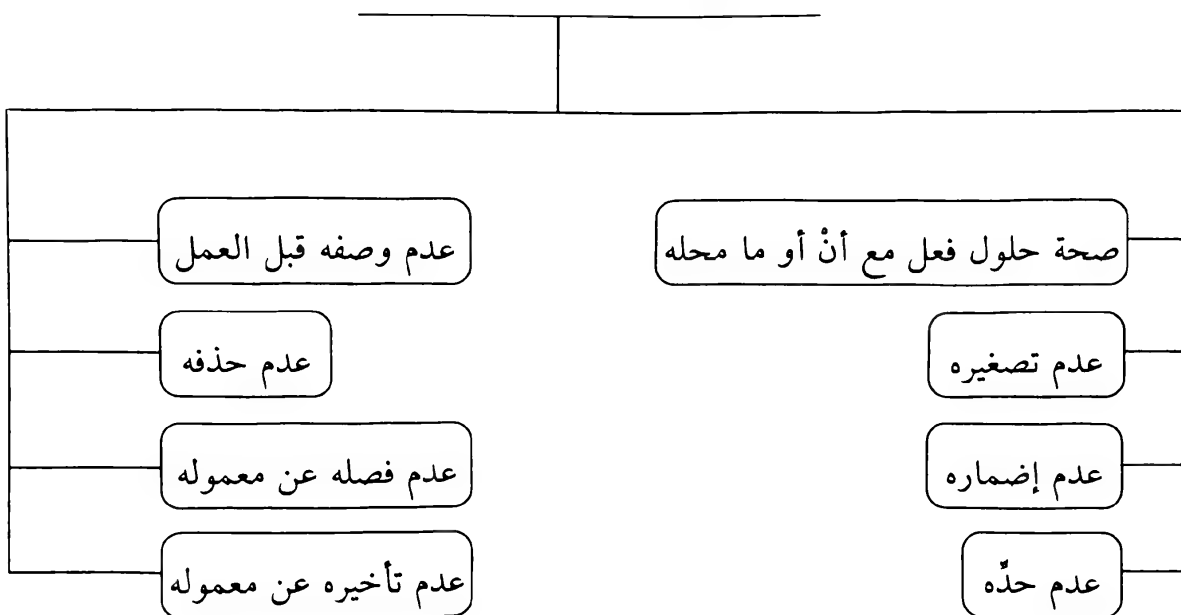 صحة حلول فعل مع أنْ أو ما محله
عدم تصغيره
عدم إضماره
عدم حدِّه
عدم وصفه قبل العمل
عدم حذفه
عدم فصله عن معموله
عدم تأخيره عن معموله